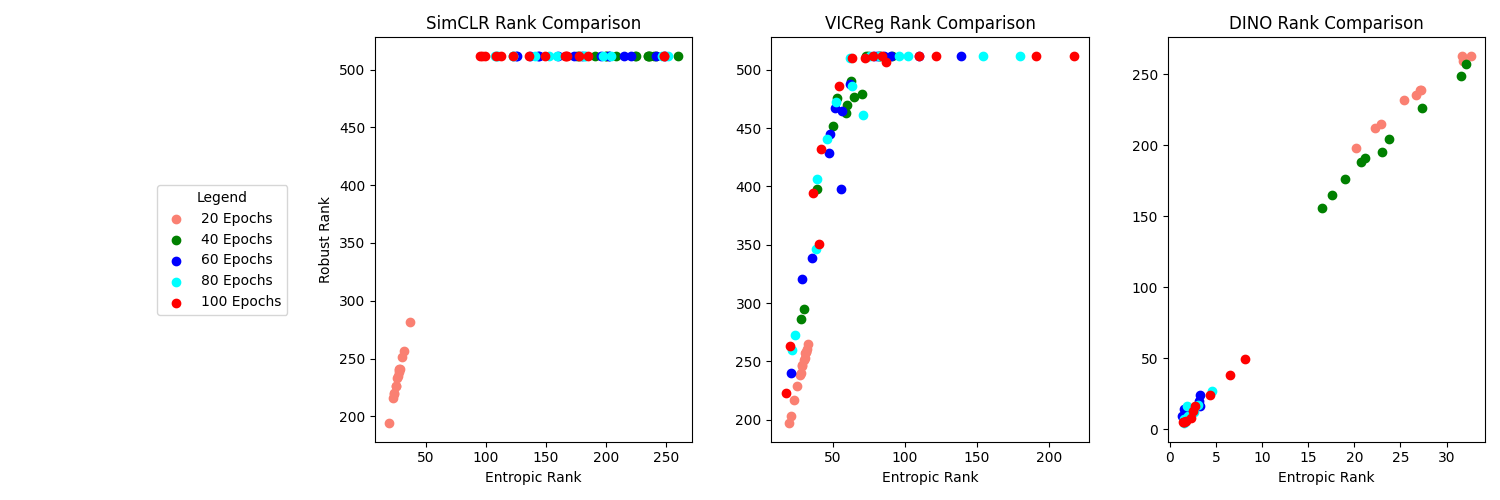 SimCLR Rank Comparison
VICReg Rank Comparison
DINO Rank Comparison
Legend
20 Epochs
40 Epochs
60 Epochs
80 Epochs
100 Epochs
Robust Rank
500
450
400
350
300
250
200
50
100
150
200
250
Entropic Rank
500
450
400
350
300
250
200
50
100
150
200
Entropic Rank
250
200
150
100
50
0
0
5
10
15
20
25
30
Entropic Rank